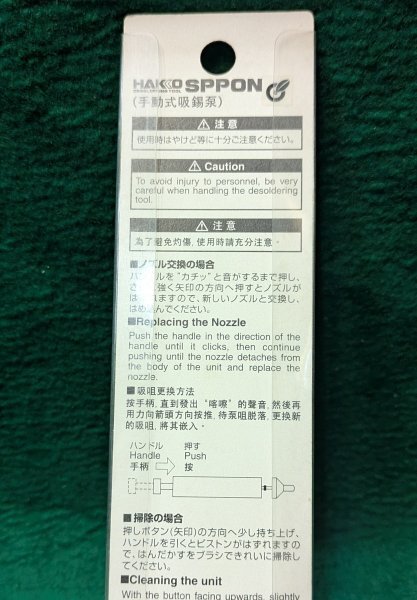 HAKKO SPPON
DESOLDERING TOOL
(手動式吸錫泵)
⚠ 注意
使用時はやけど等に十分ご注意ください。
⚠ Caution
To avoid injury to personnel, be very
careful when handling the desoldering
tool.
⚠ 注意
為了避免灼傷, 使用時請充分注意。
■ノズル交換の場合
ハンドルを"カチッ"と音がするまで押し、
さらに強く矢印の方向へ押すとノズルが
はずれますので、新しいノズルと交換し、
はめ込んでください。
■Replacing the Nozzle
Push the handle in the direction of the
handle until it clicks, then continue
pushing until the nozzle detaches from
the body of the unit and replace the
nozzle.
■吸咀更换方法
按手柄, 直到發出"喀嚓"的聲音, 然後再
用力向箭頭方向按推, 待泵咀脱落, 更换新
的吸咀, 將其嵌入.
ハンドル 押す
Handle Push
手柄 按
■掃除の場合
押しボタン(矢印)の方向へ少し持ち上げ、
ハンドルを引くとピストンがはずれますの
で、はんだかすをブラシできれいに掃除し
てください。
■Cleaning the unit
With the button facing upwards, slightly